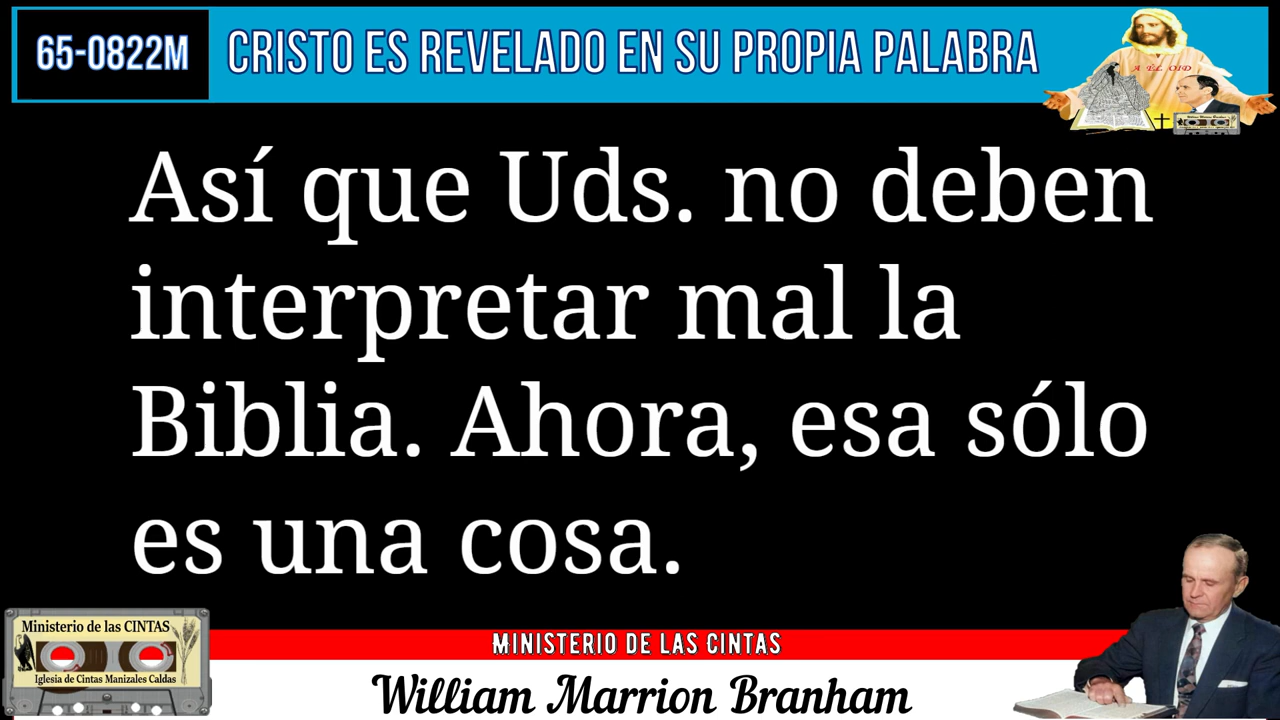 65-0822M
CRISTO ES REVELADO EN SU PROPIA PALABRA
A ÉL OID
Así que Uds. no deben
interpretar mal la
Biblia. Ahora, esa sólo
es una cosa.
Ministerio de las CINTAS
Iglesia de Cintas Manizales Caldas
MINISTERIO DE LAS CINTAS
William Marrion Branham